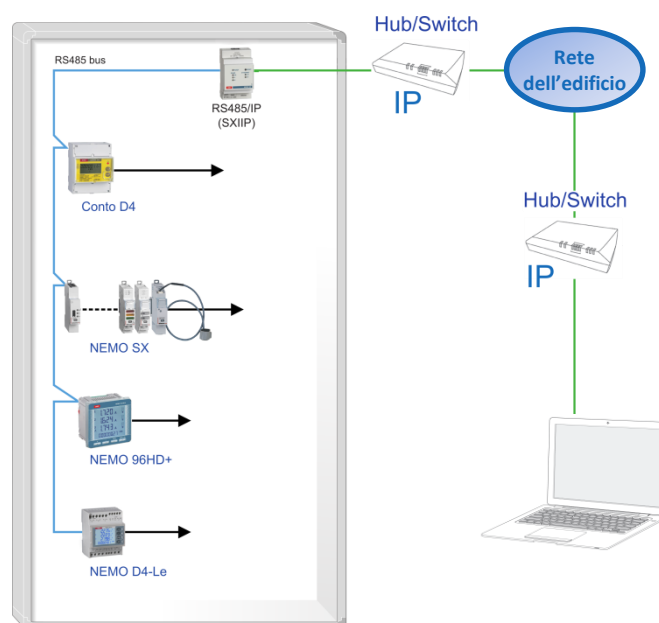 Hub/Switch
IP
Rete
dell'edificio
RS485 bus
RS485/IP
(SXIIP)
Conto D4
Hub/Switch
IP
NEMO SX
NEMO 96HD+
NEMO D4-Le